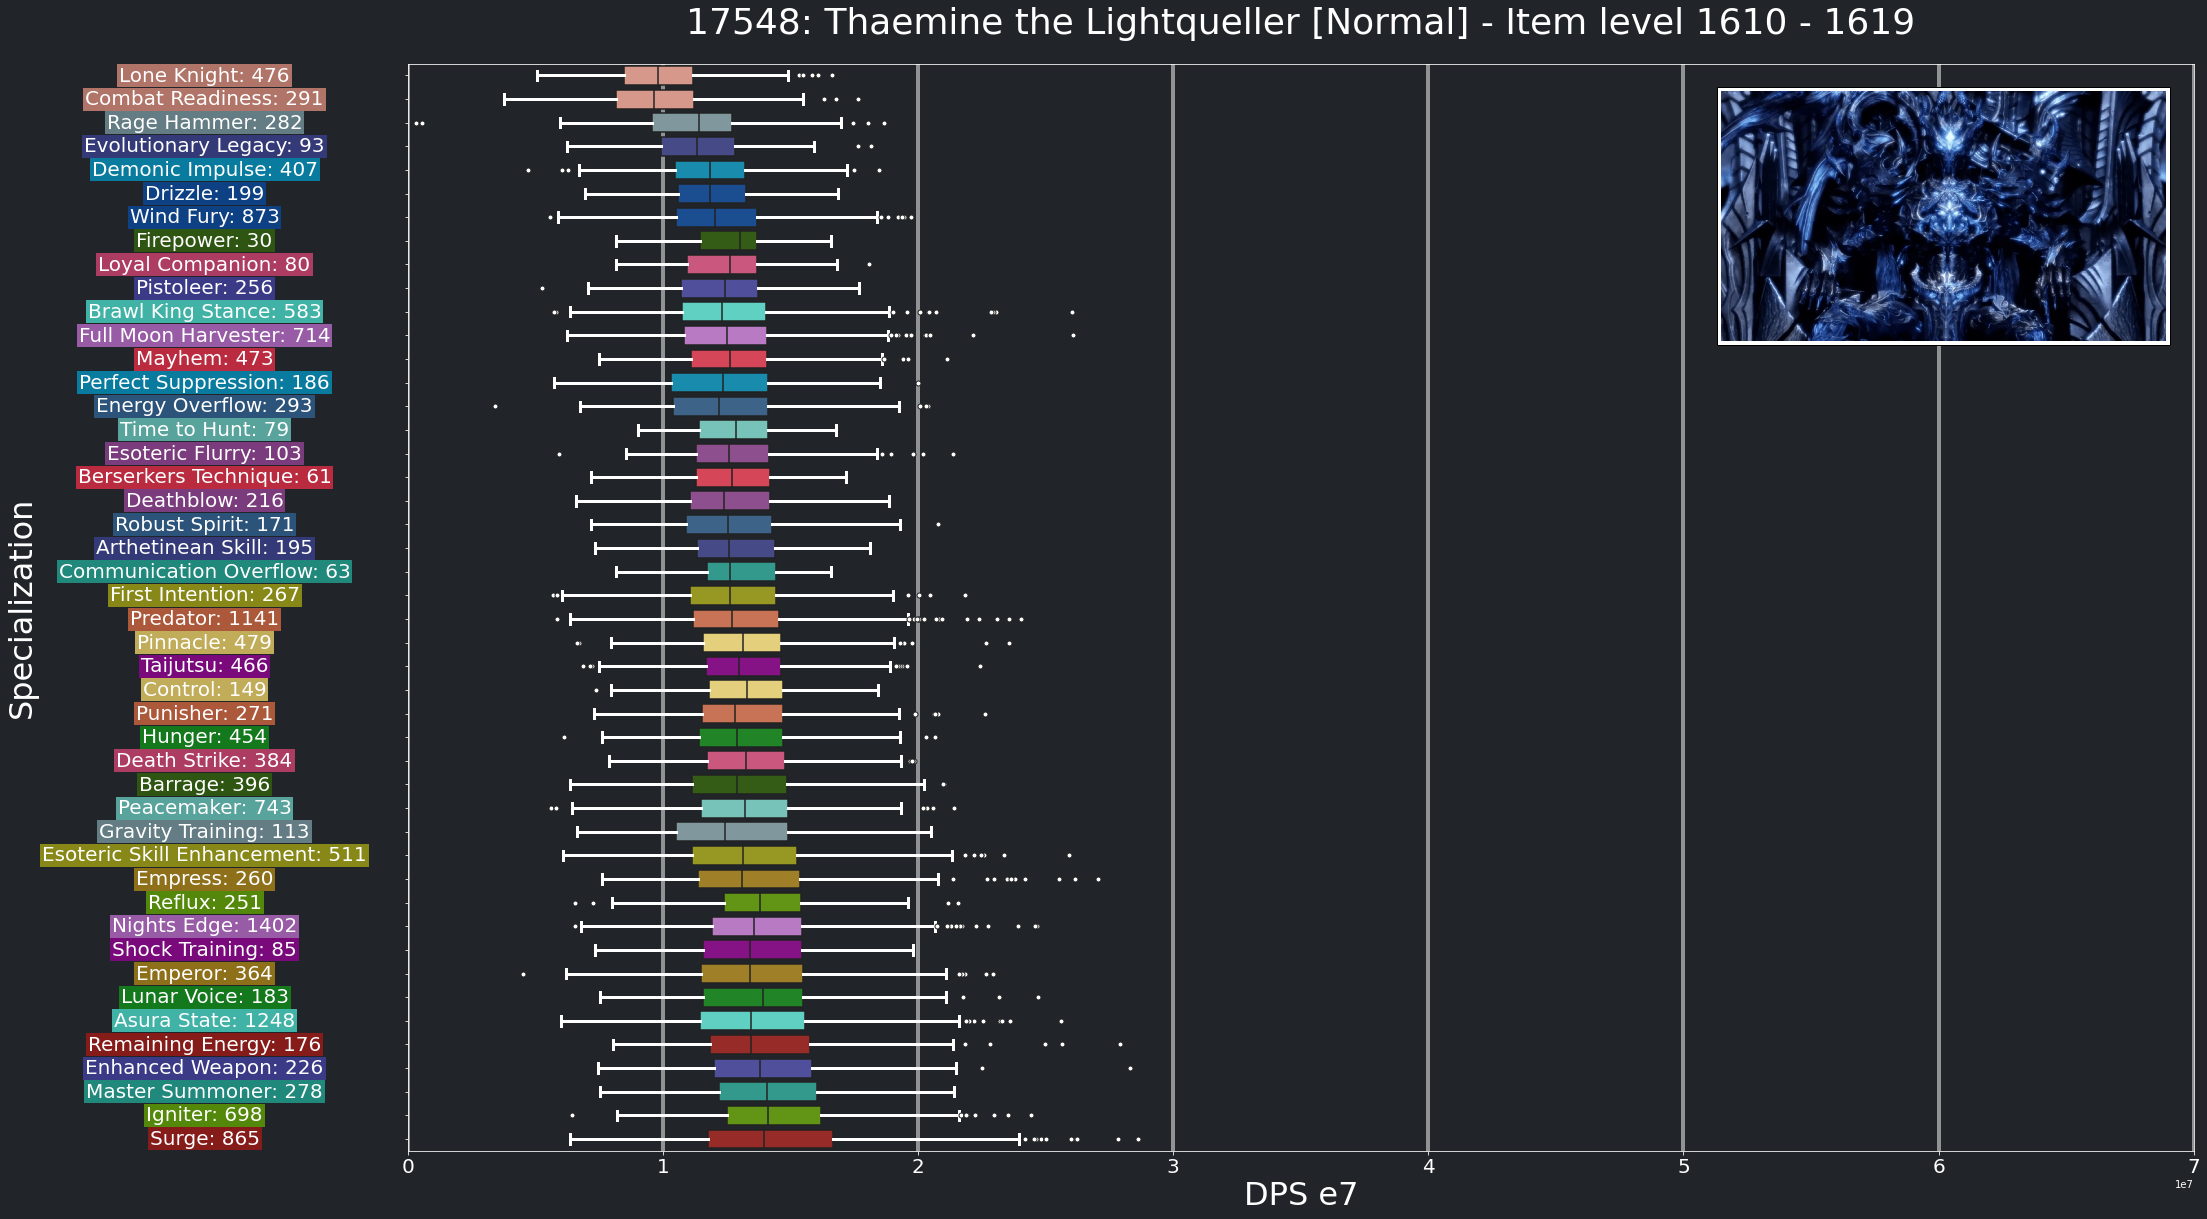 17548: Thaemine the Lightqueller [Normal] - Item level 1610 - 1619
Specialization
Lone Knight: 476
Combat Readiness: 291
Rage Hammer: 282
Evolutionary Legacy: 93
Demonic Impulse: 407
Drizzle: 199
Wind Fury: 873
Firepower: 30
Loyal Companion: 80
Pistoleer: 256
Brawl King Stance: 583
Full Moon Harvester: 714
Mayhem: 473
Perfect Suppression: 186
Energy Overflow: 293
Time to Hunt: 79
Esoteric Flurry: 103
Berserkers Technique: 61
Deathblow: 216
Robust Spirit: 171
Arthetinean Skill: 195
Communication Overflow: 63
First Intention: 267
Predator: 1141
Pinnacle: 479
Taijutsu: 466
Control: 149
Punisher: 271
Hunger: 454
Death Strike: 384
Barrage: 396
Peacemaker: 743
Gravity Training: 113
Esoteric Skill Enhancement: 511
Empress: 260
Reflux: 251
Nights Edge: 1402
Shock Training: 85
Emperor: 364
Lunar Voice: 183
Asura State: 1248
Remaining Energy: 176
Enhanced Weapon: 226
Master Summoner: 278
Igniter: 698
Surge: 865
0 1 2 3 4 5 6 7
1e7
DPS e7